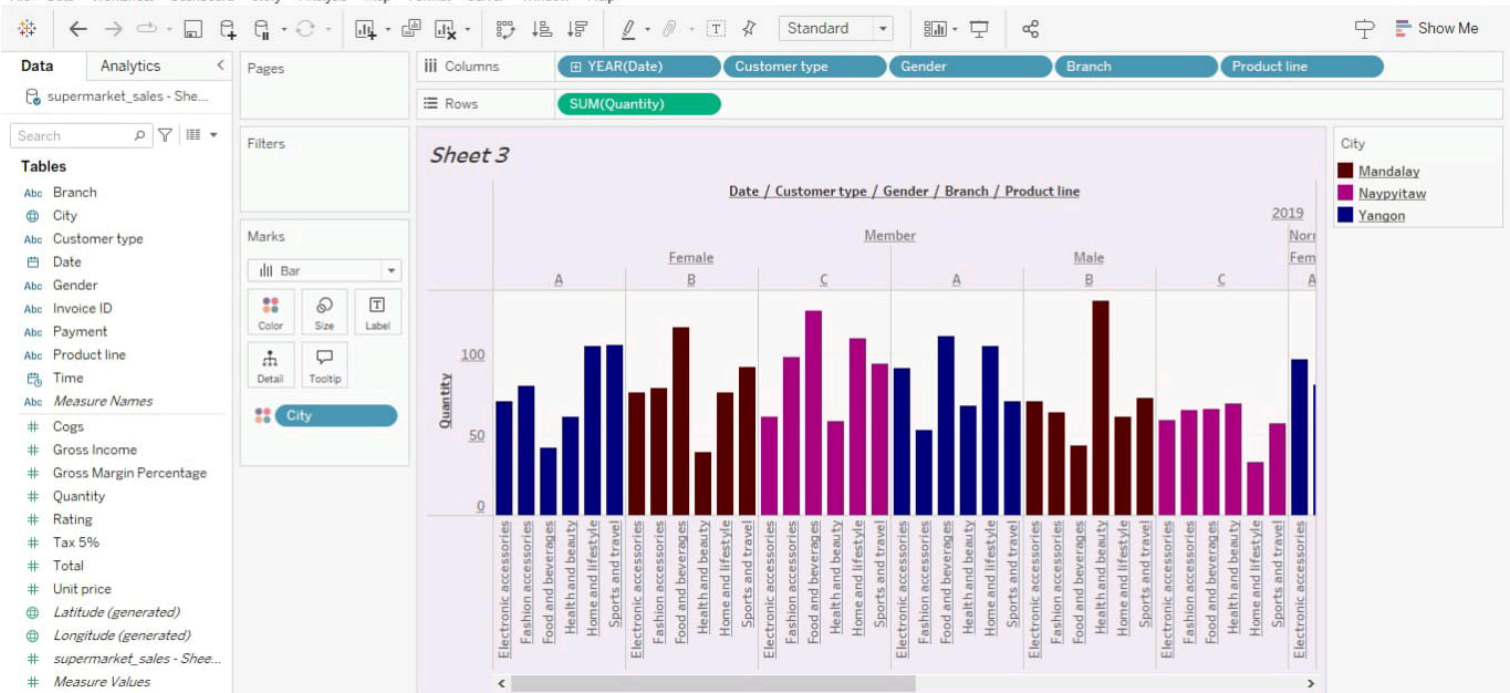 Standard
Show Me
Data
Analytics
Pages
Columns
YEAR(Date)
Customer type
Gender
Branch
Product line
supermarket_sales - She...
Rows
SUM(Quantity)
Search
Filters
Sheet 3
City
Tables
Mandalay
Naypyitaw
Yangon
Abc Branch
City
Abc Customer type
Date
Abc Gender
Abc Invoice ID
Abc Payment
Abc Product line
Time
Abc Measure Names
# Cogs
# Gross Income
# Gross Margin Percentage
# Quantity
# Rating
# Tax 5%
# Total
# Unit price
Latitude (generated)
Longitude (generated)
# supermarket_sales - Shee...
# Measure Values
Marks
Bar
Color
Size
Label
Detail
Tooltip
City
Date / Customer type / Gender / Branch / Product line
2019
Member
Female
Male
Fem
A
B
C
A
B
C
A
Quantity
100
50
0
Electronic accessories
Fashion accessories
Food and beverages
Health and beauty
Home and lifestyle
Sports and travel
Electronic accessories
Fashion accessories
Food and beverages
Health and beauty
Home and lifestyle
Sports and travel
Electronic accessories
Fashion accessories
Food and beverages
Health and beauty
Home and lifestyle
Sports and travel
Electronic accessories
Fashion accessories
Food and beverages
Health and beauty
Home and lifestyle
Sports and travel
Electronic accessories
Fashion accessories
Food and beverages
Health and beauty
Home and lifestyle
Sports and travel
Electronic accessories
Fashion accessories
Food and beverages
Health and beauty
Home and lifestyle
Sports and travel
Electronic accessories